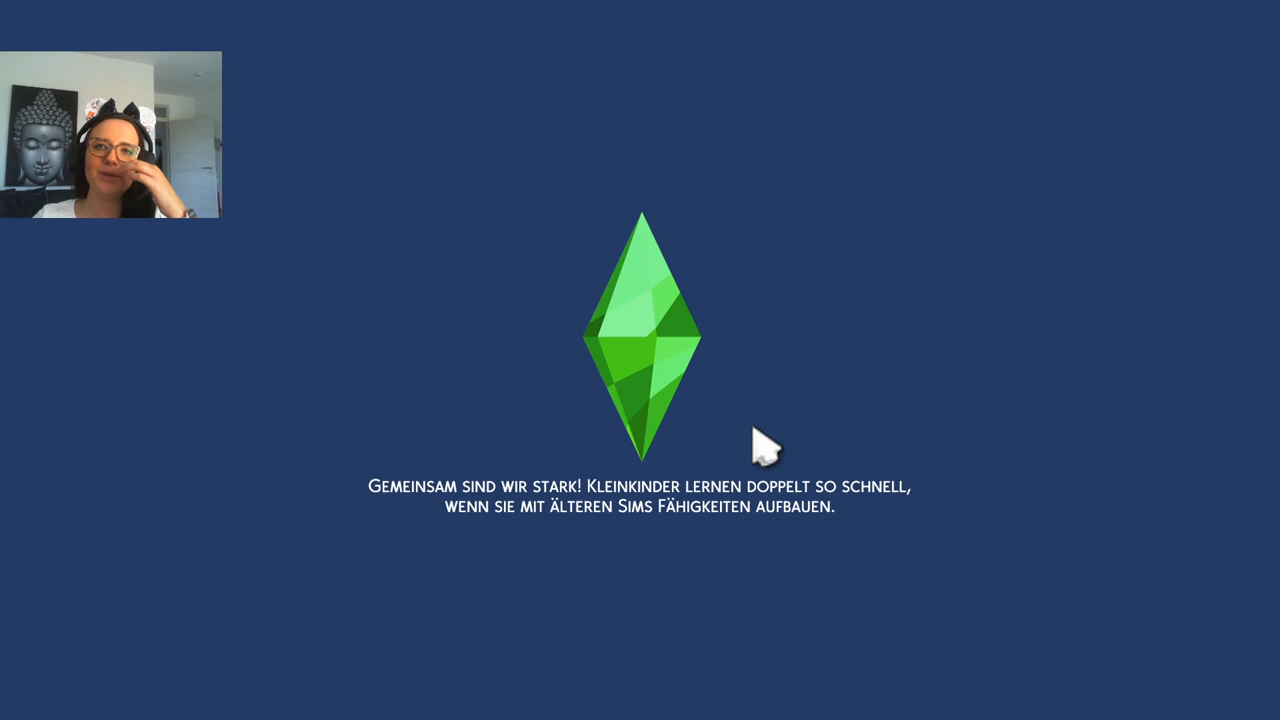 Gemeinsam sind wir stark! Kleinkinder lernen doppelt so schnell,
wenn sie mit älteren Sims Fähigkeiten aufbauen.